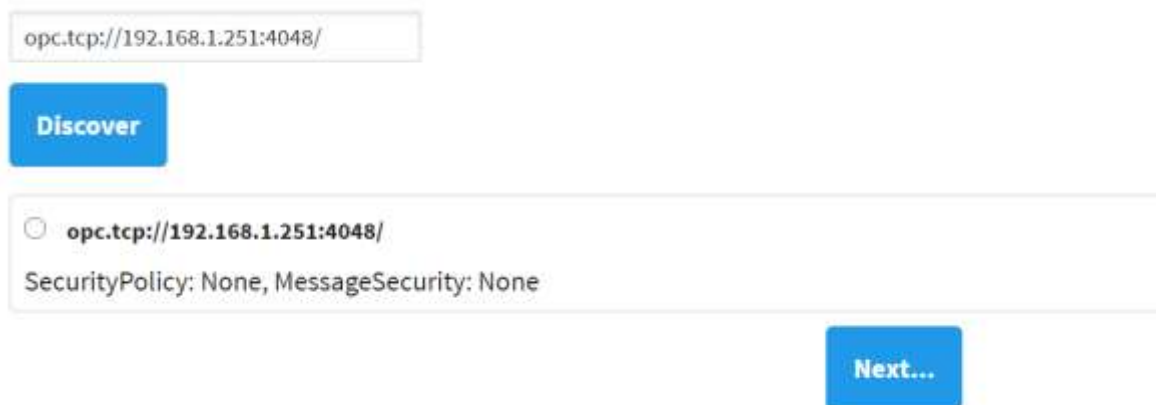 opc.tcp://192.168.1.251:4048/
Discover
opc.tcp://192.168.1.251:4048/
SecurityPolicy: None, MessageSecurity: None
Next...